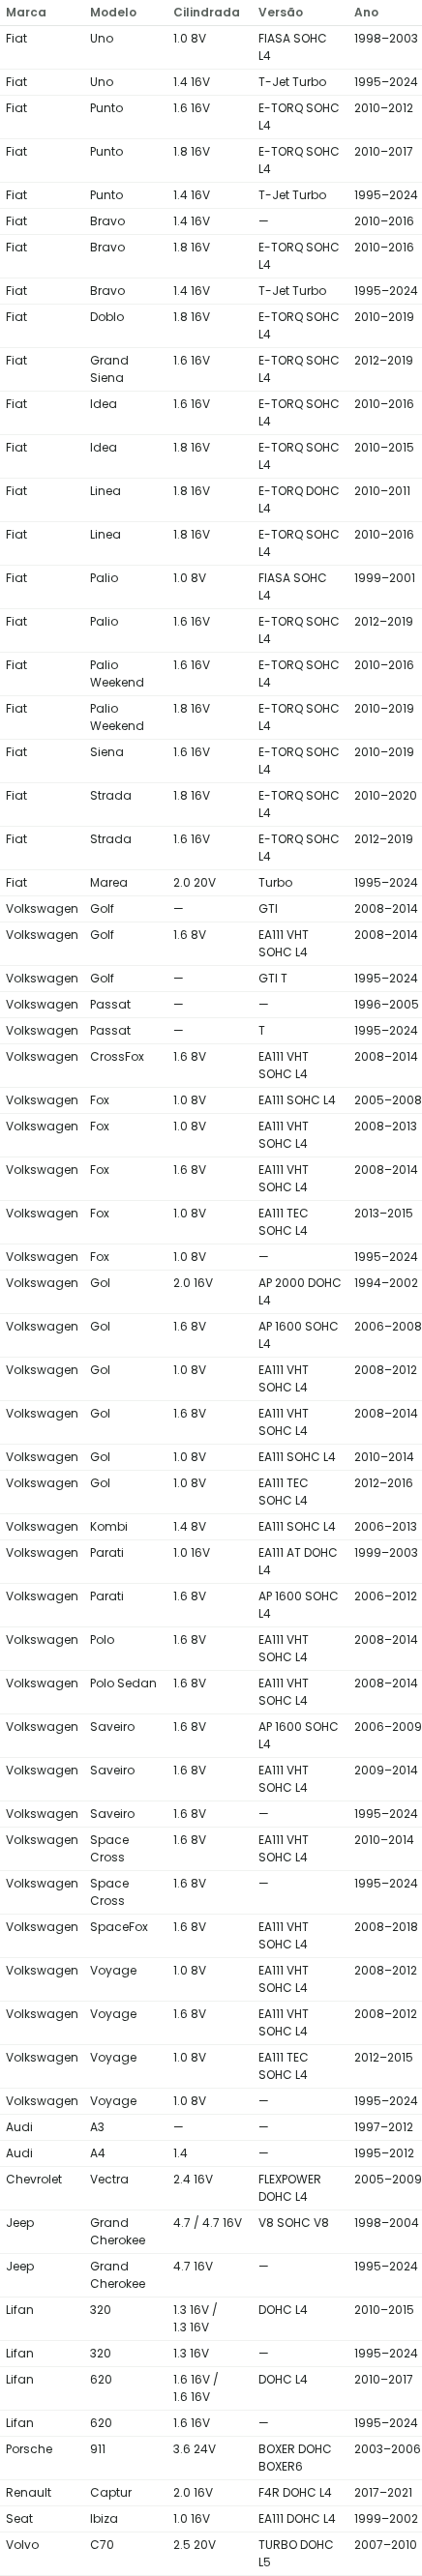 Marca Modelo Cilindrada Versão Ano
Fiat Uno 1.0 8V FIASA SOHC L4 1998–2003
Fiat Uno 1.4 16V T-Jet Turbo 1995–2024
Fiat Punto 1.6 16V E-TORQ SOHC L4 2010–2012
Fiat Punto 1.8 16V E-TORQ SOHC L4 2010–2017
Fiat Punto 1.4 16V T-Jet Turbo 1995–2024
Fiat Bravo 1.4 16V — 2010–2016
Fiat Bravo 1.8 16V E-TORQ SOHC L4 2010–2016
Fiat Bravo 1.4 16V T-Jet Turbo 1995–2024
Fiat Doblo 1.8 16V E-TORQ SOHC L4 2010–2019
Fiat Grand Siena 1.6 16V E-TORQ SOHC L4 2012–2019
Fiat Idea 1.6 16V E-TORQ SOHC L4 2010–2016
Fiat Idea 1.8 16V E-TORQ SOHC L4 2010–2015
Fiat Linea 1.8 16V E-TORQ DOHC L4 2010–2011
Fiat Linea 1.8 16V E-TORQ SOHC L4 2010–2016
Fiat Palio 1.0 8V FIASA SOHC L4 1999–2001
Fiat Palio 1.6 16V E-TORQ SOHC L4 2012–2019
Fiat Palio Weekend 1.6 16V E-TORQ SOHC L4 2010–2016
Fiat Palio Weekend 1.8 16V E-TORQ SOHC L4 2010–2019
Fiat Siena 1.6 16V E-TORQ SOHC L4 2010–2019
Fiat Strada 1.8 16V E-TORQ SOHC L4 2010–2020
Fiat Strada 1.6 16V E-TORQ SOHC L4 2012–2019
Fiat Marea 2.0 20V Turbo 1995–2024
Volkswagen Golf — GTI 2008–2014
Volkswagen Golf 1.6 8V EA111 VHT SOHC L4 2008–2014
Volkswagen Golf — GTI T 1995–2024
Volkswagen Passat — — 1996–2005
Volkswagen Passat — T 1995–2024
Volkswagen CrossFox 1.6 8V EA111 VHT SOHC L4 2008–2014
Volkswagen Fox 1.0 8V EA111 SOHC L4 2005–2008
Volkswagen Fox 1.0 8V EA111 VHT SOHC L4 2008–2013
Volkswagen Fox 1.6 8V EA111 VHT SOHC L4 2008–2014
Volkswagen Fox 1.0 8V EA111 TEC SOHC L4 2013–2015
Volkswagen Fox 1.0 8V — 1995–2024
Volkswagen Gol 2.0 16V AP 2000 DOHC L4 1994–2002
Volkswagen Gol 1.6 8V AP 1600 SOHC L4 2006–2008
Volkswagen Gol 1.0 8V EA111 VHT SOHC L4 2008–2012
Volkswagen Gol 1.6 8V EA111 VHT SOHC L4 2008–2014
Volkswagen Gol 1.0 8V EA111 SOHC L4 2010–2014
Volkswagen Gol 1.0 8V EA111 TEC SOHC L4 2012–2016
Volkswagen Kombi 1.4 8V EA111 SOHC L4 2006–2013
Volkswagen Parati 1.0 16V EA111 AT DOHC L4 1999–2003
Volkswagen Parati 1.6 8V AP 1600 SOHC L4 2006–2012
Volkswagen Polo 1.6 8V EA111 VHT SOHC L4 2008–2014
Volkswagen Polo Sedan 1.6 8V EA111 VHT SOHC L4 2008–2014
Volkswagen Saveiro 1.6 8V AP 1600 SOHC L4 2006–2009
Volkswagen Saveiro 1.6 8V EA111 VHT SOHC L4 2009–2014
Volkswagen Saveiro 1.6 8V — 1995–2024
Volkswagen Space Cross 1.6 8V EA111 VHT SOHC L4 2010–2014
Volkswagen Space Cross 1.6 8V — 1995–2024
Volkswagen SpaceFox 1.6 8V EA111 VHT SOHC L4 2008–2018
Volkswagen Voyage 1.0 8V EA111 VHT SOHC L4 2008–2012
Volkswagen Voyage 1.6 8V EA111 VHT SOHC L4 2008–2012
Volkswagen Voyage 1.0 8V EA111 TEC SOHC L4 2012–2015
Volkswagen Voyage 1.0 8V — 1995–2024
Audi A3 — — 1997–2012
Audi A4 1.4 — 1995–2012
Chevrolet Vectra 2.4 16V FLEXPOWER DOHC L4 2005–2009
Jeep Grand Cherokee 4.7 / 4.7 16V V8 SOHC V8 1998–2004
Jeep Grand Cherokee 4.7 16V — 1995–2024
Lifan 320 1.3 16V / 1.3 16V DOHC L4 2010–2015
Lifan 320 1.3 16V — 1995–2024
Lifan 620 1.6 16V / 1.6 16V DOHC L4 2010–2017
Lifan 620 1.6 16V — 1995–2024
Porsche 911 3.6 24V BOXER DOHC BOXER6 2003–2006
Renault Captur 2.0 16V F4R DOHC L4 2017–2021
Seat Ibiza 1.0 16V EA111 DOHC L4 1999–2002
Volvo C70 2.5 20V TURBO DOHC L5 2007–2010